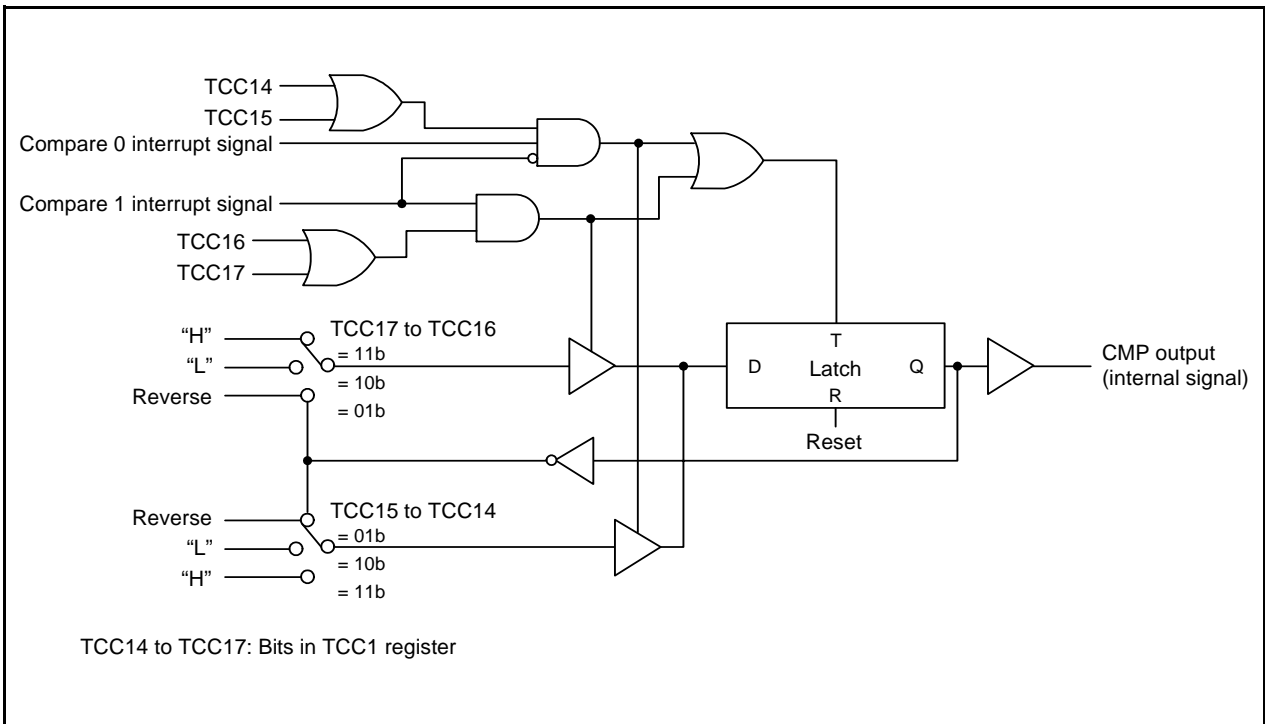 TCC14
TCC15
Compare 0 interrupt signal
Compare 1 interrupt signal
TCC16
TCC17
“H”
“L”
Reverse
TCC17 to TCC16
= 11b
= 10b
= 01b
D
T
Latch
R
Q
Reset
CMP output
(internal signal)
Reverse
“L”
“H”
TCC15 to TCC14
= 01b
= 10b
= 11b
TCC14 to TCC17: Bits in TCC1 register